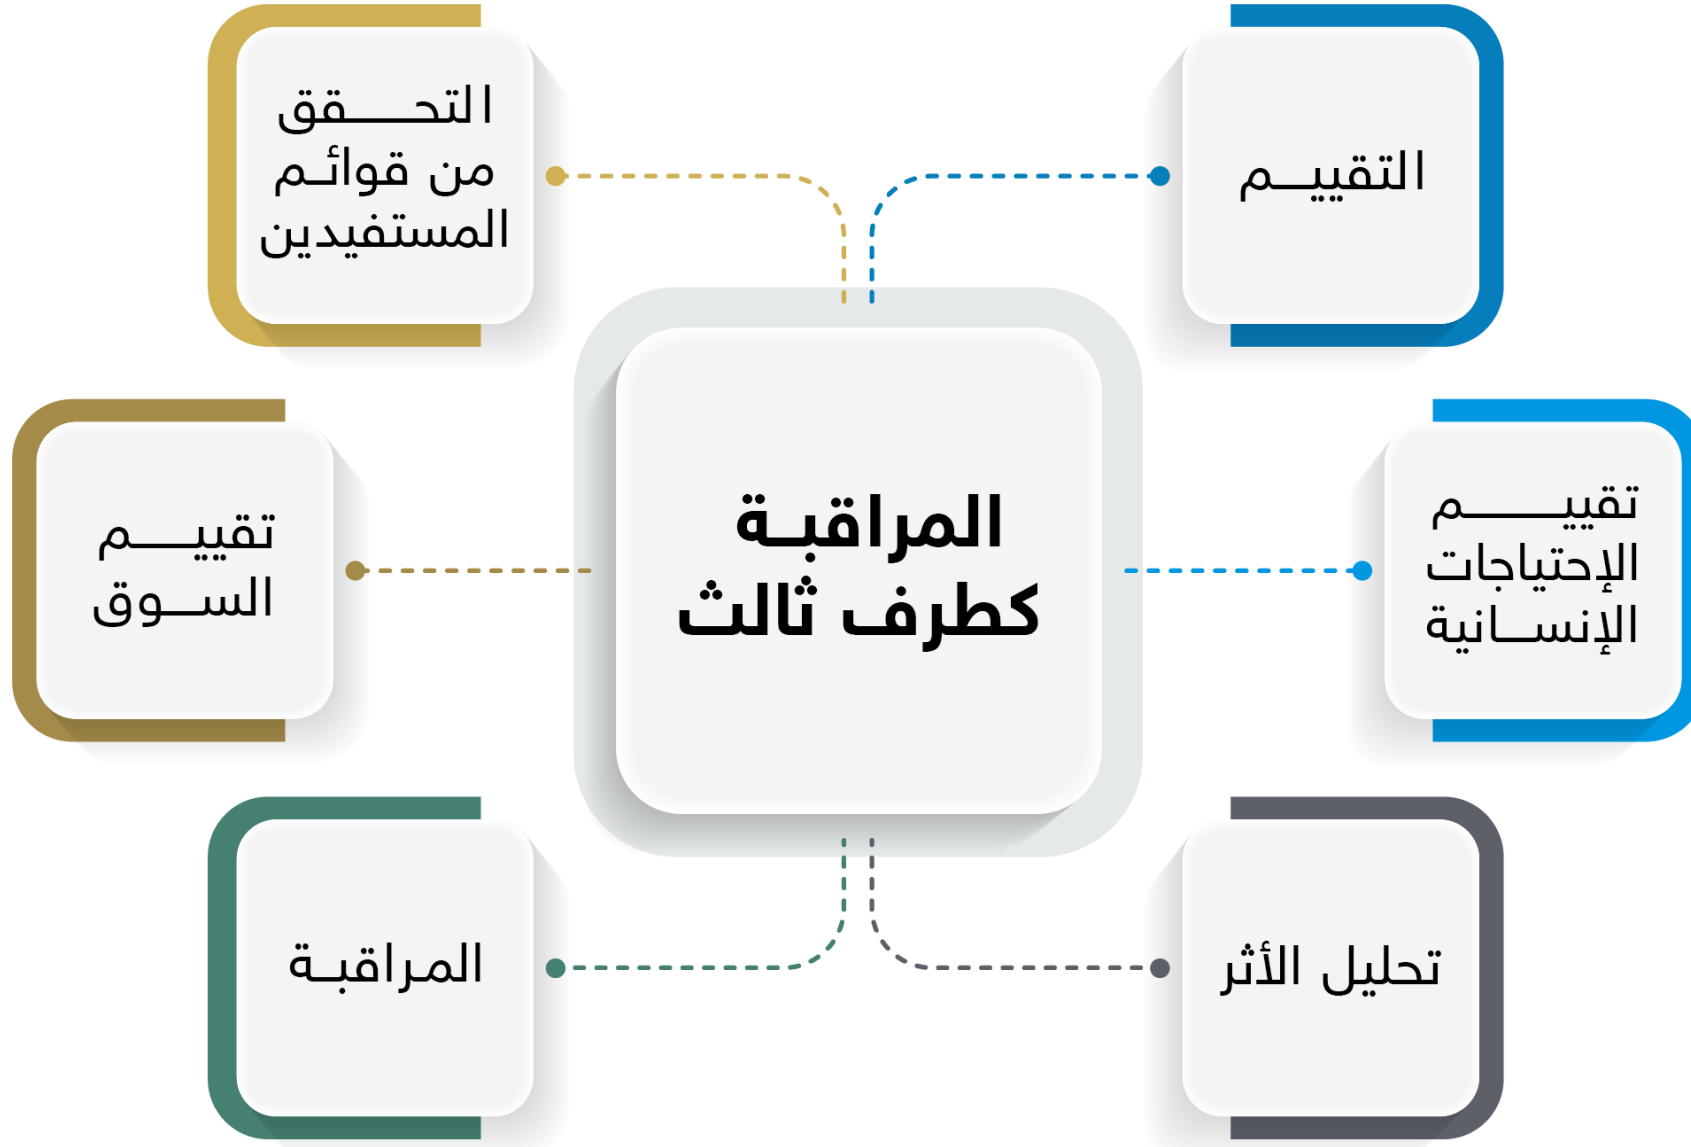 التقييم
التحقق
من قوائم
المستفيدين
المراقبة
كطرف ثالث
تقييم
الإحتياجات
الإنسانية
تقييم
السوق
تحليل الأثر
المراقبة